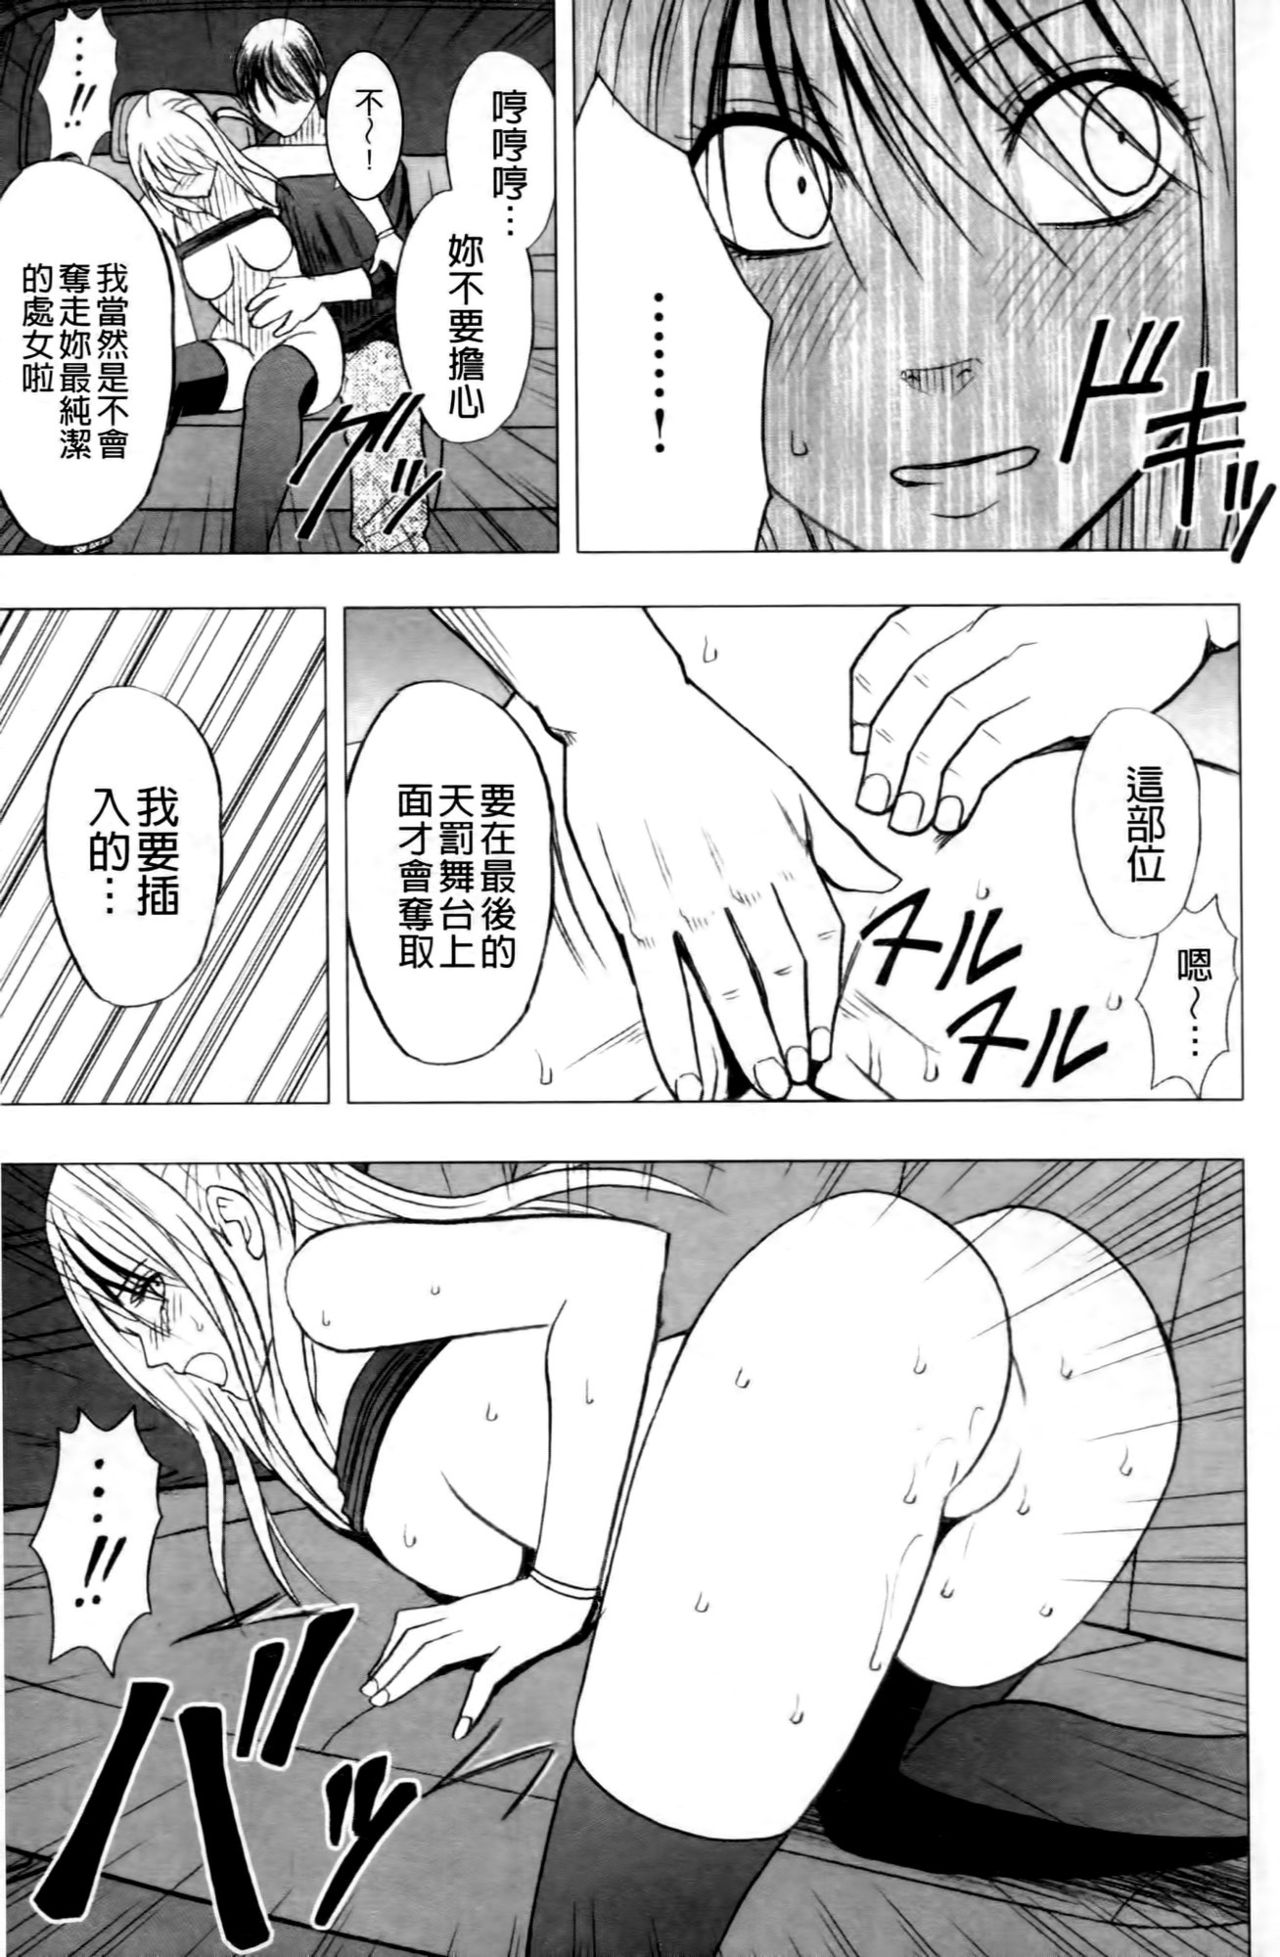 ………！
ドキッ
哼哼哼…
妳不要擔心
不～！
…!!
我當然是不會
奪走妳最純潔
的處女啦
グッ
這部位
嗯～…
ヌル
ヌル
要在最後的
天罰舞台上
面才會奪取
我要插
入的…
…!!
バッ